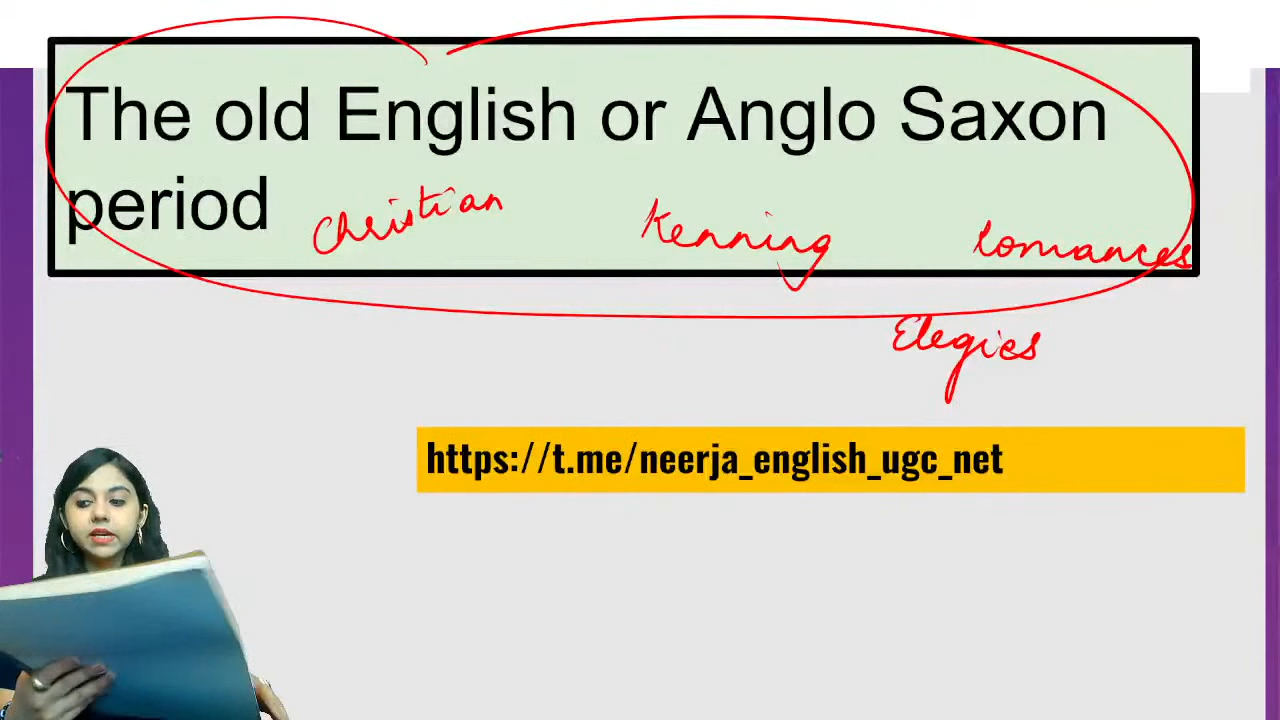 The old English or Anglo Saxon
period
Christian Kenning romances
Elegies
https://t.me/neerja_english_ugc_net